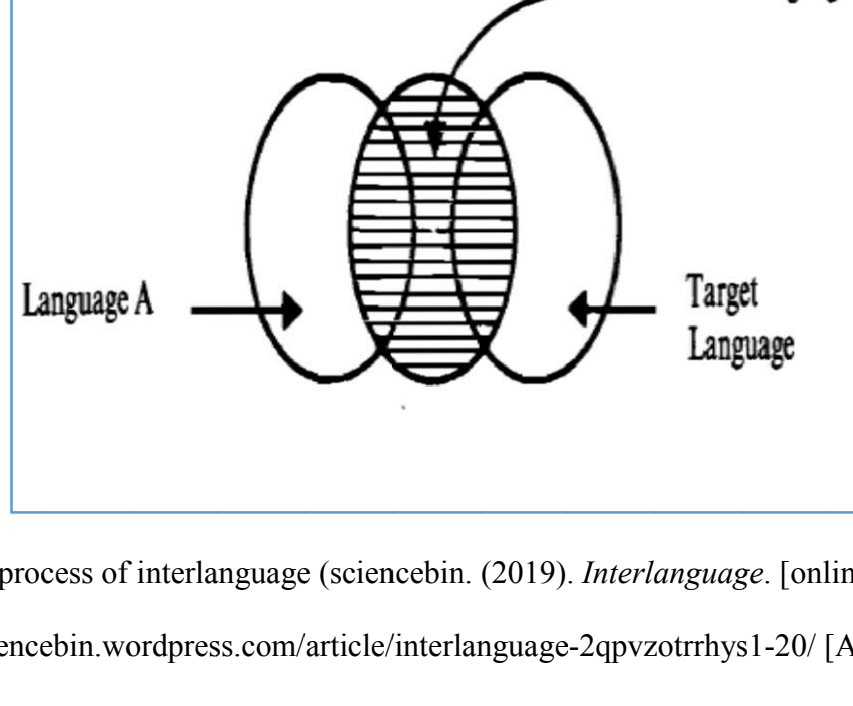 Language A
Target
Language
process of interlanguage (sciencebin. (2019). Interlanguage. [onlin
encebin.wordpress.com/article/interlanguage-2qpvzotrrhys1-20/ [A